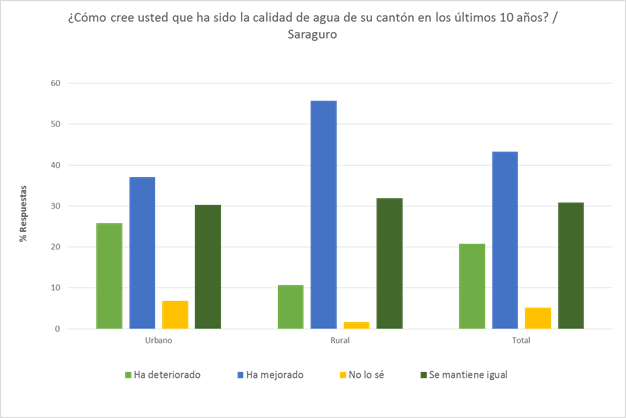 ¿Cómo cree usted que ha sido la calidad de agua de su cantón en los últimos 10 años? /
Saraguro
% Respuestas
60
50
40
30
20
10
0
Urbano Rural Total
Ha deteriorado Ha mejorado No lo sé Se mantiene igual